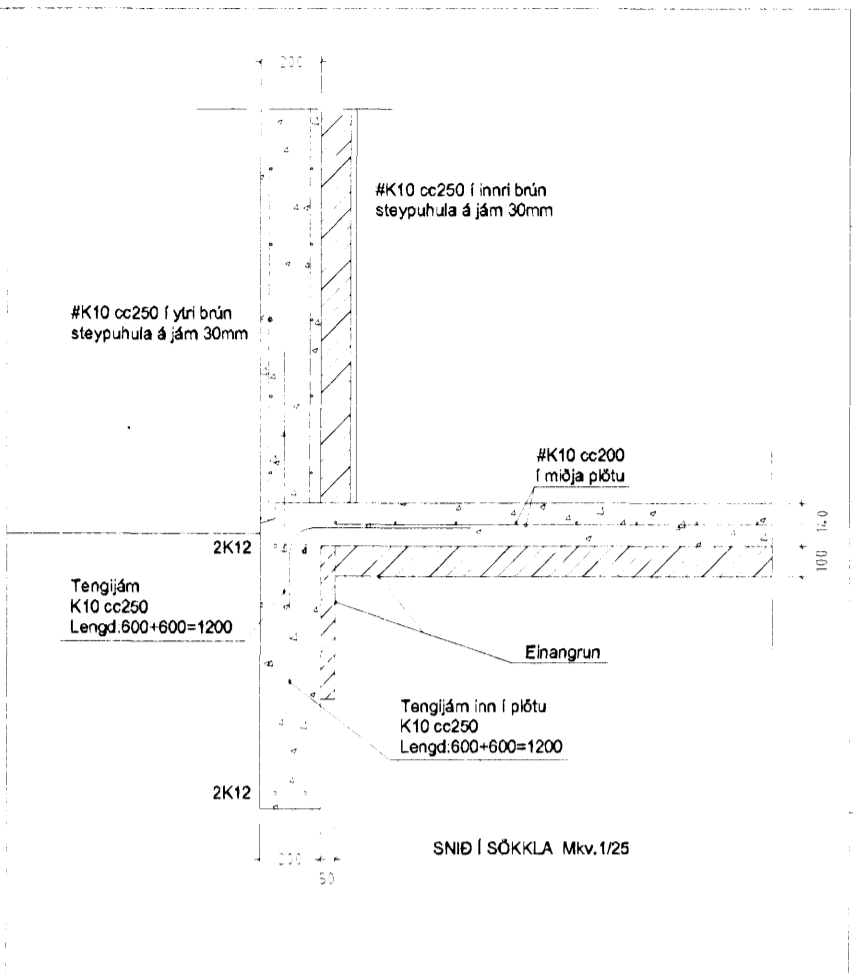 200
#K10 cc250 í innri brún
steypuhula á járn 30mm
#K10 cc250 í ytri brún
steypuhula á járn 30mm
#K10 cc200
í miðja plötu
140
100
2K12
Tengijárn
K10 cc250
Lengd:600+600=1200
Einangrun
Tengijárn inn í plötu
K10 cc250
Lengd:600+600=1200
2K12
200
50
SNIÐ Í SÖKKLA Mkv.1/25